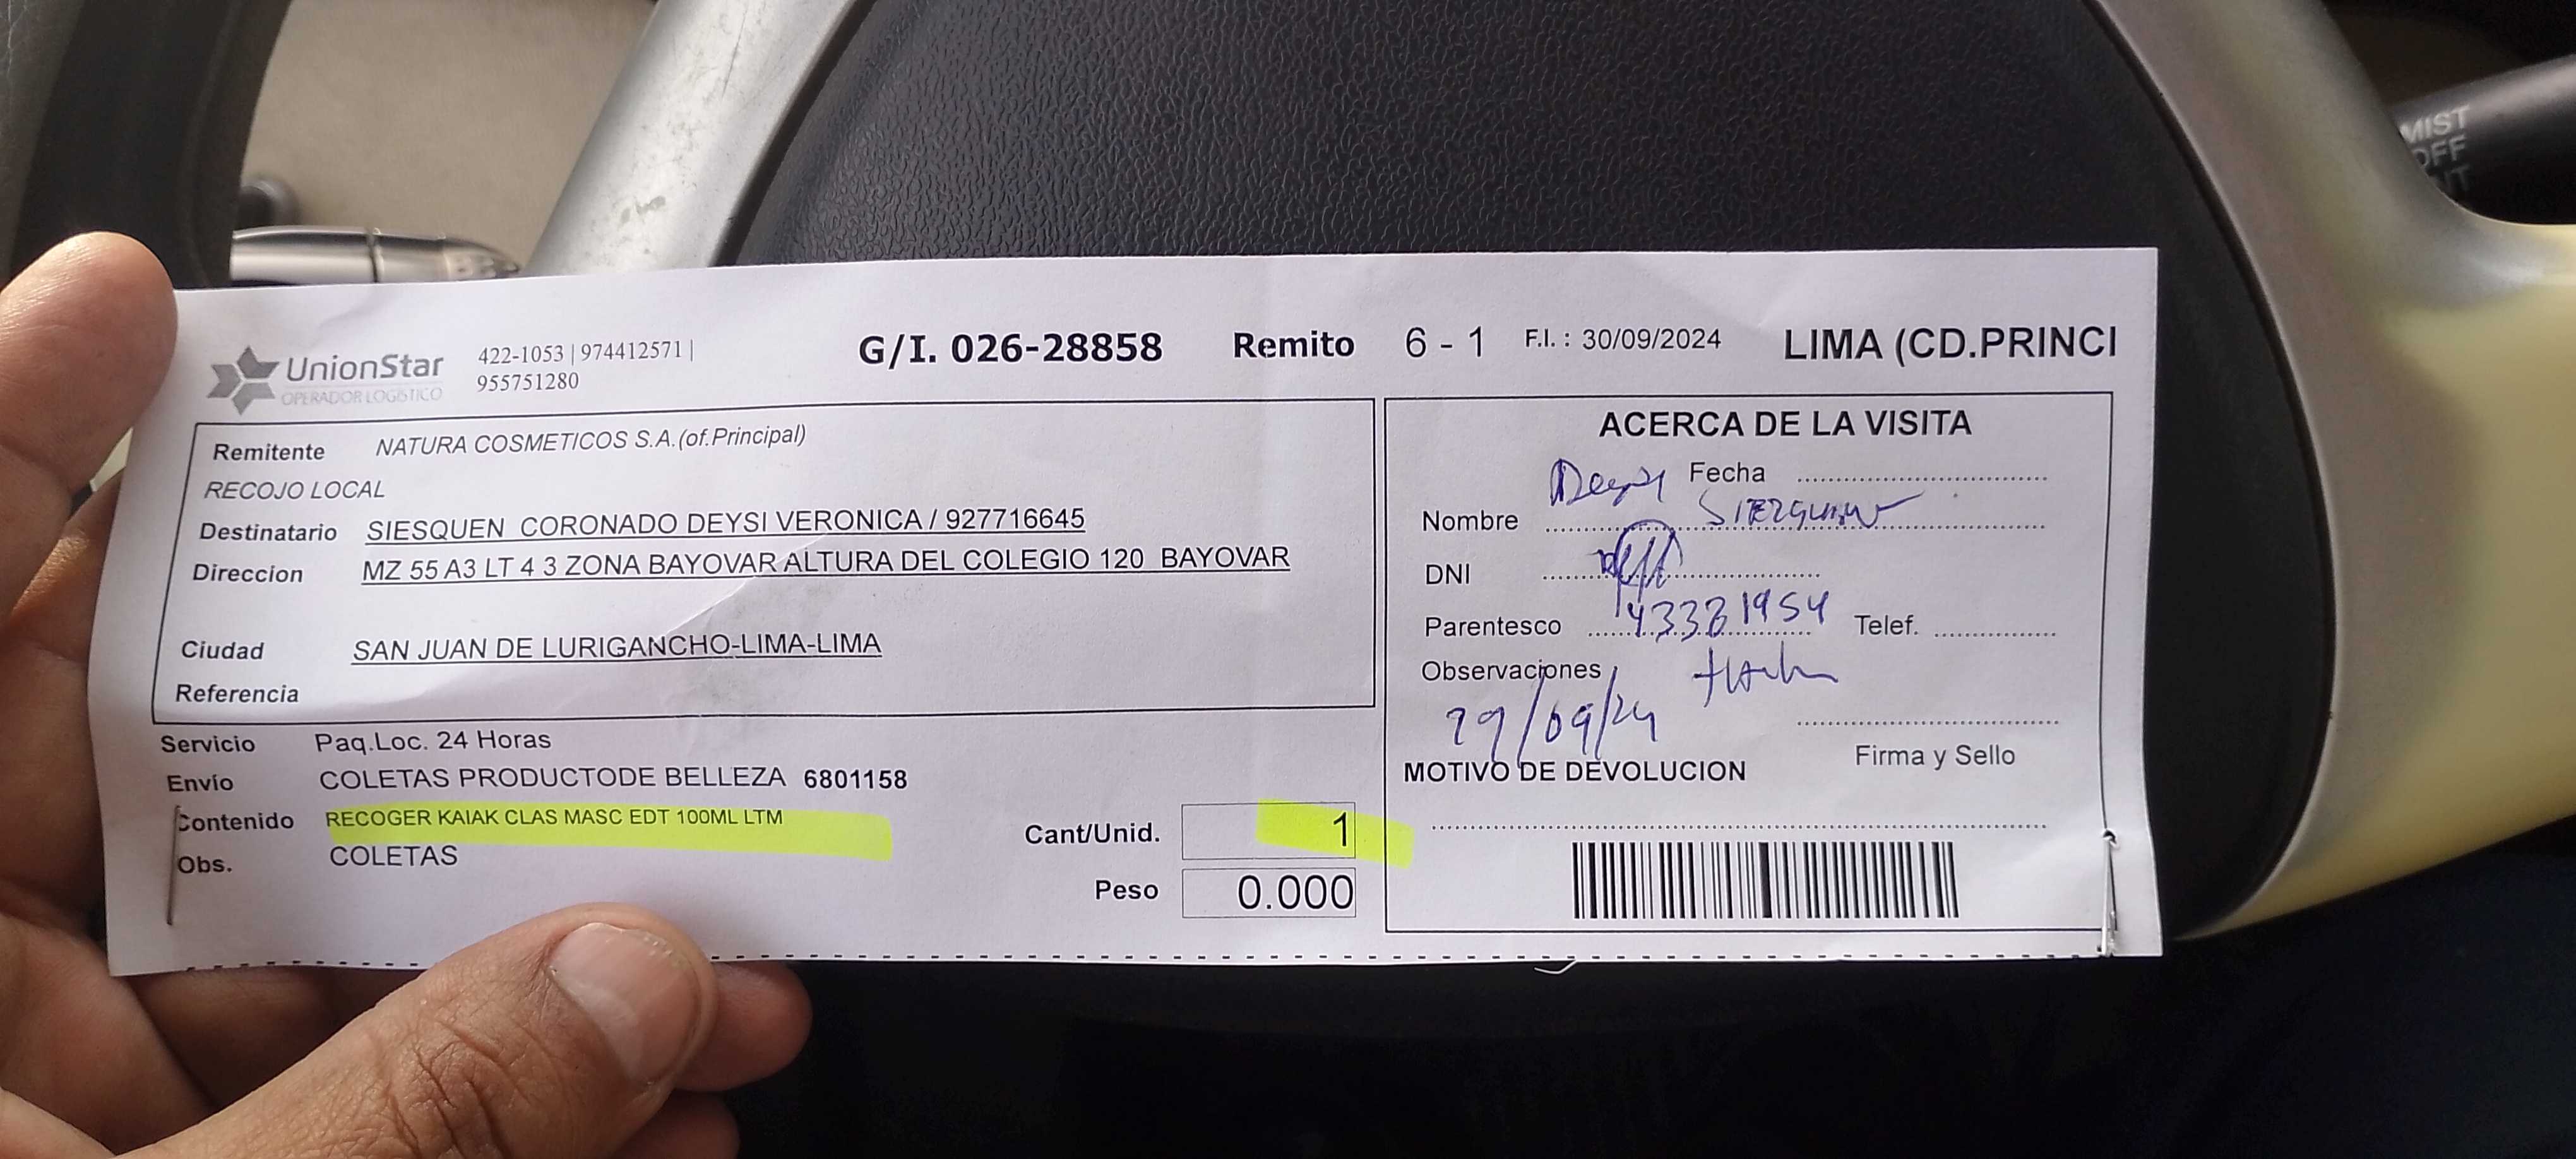 UnionStar
OPERADOR LOGISTICO
422-1053 | 974412571 |
955751280
G/I. 026-28858 Remito 6 - 1 F.I. : 30/09/2024 LIMA (CD.PRINCI
Remitente NATURA COSMETICOS S.A.(of.Principal)
RECOJO LOCAL
Destinatario SIESQUEN CORONADO DEYSI VERONICA / 927716645
Direccion MZ 55 A3 LT 4 3 ZONA BAYOVAR ALTURA DEL COLEGIO 120 BAYOVAR
Ciudad SAN JUAN DE LURIGANCHO-LIMA-LIMA
Referencia
Servicio Paq.Loc. 24 Horas
Envío COLETAS PRODUCTODE BELLEZA 6801158
Contenido RECOGER KAIAK CLAS MASC EDT 100ML LTM
Obs. COLETAS
Cant/Unid. 1
Peso 0.000
ACERCA DE LA VISITA
Fecha
Nombre
DNI
Parentesco Telef.
Observaciones
Firma y Sello
MOTIVO DE DEVOLUCION
MIST
OFF